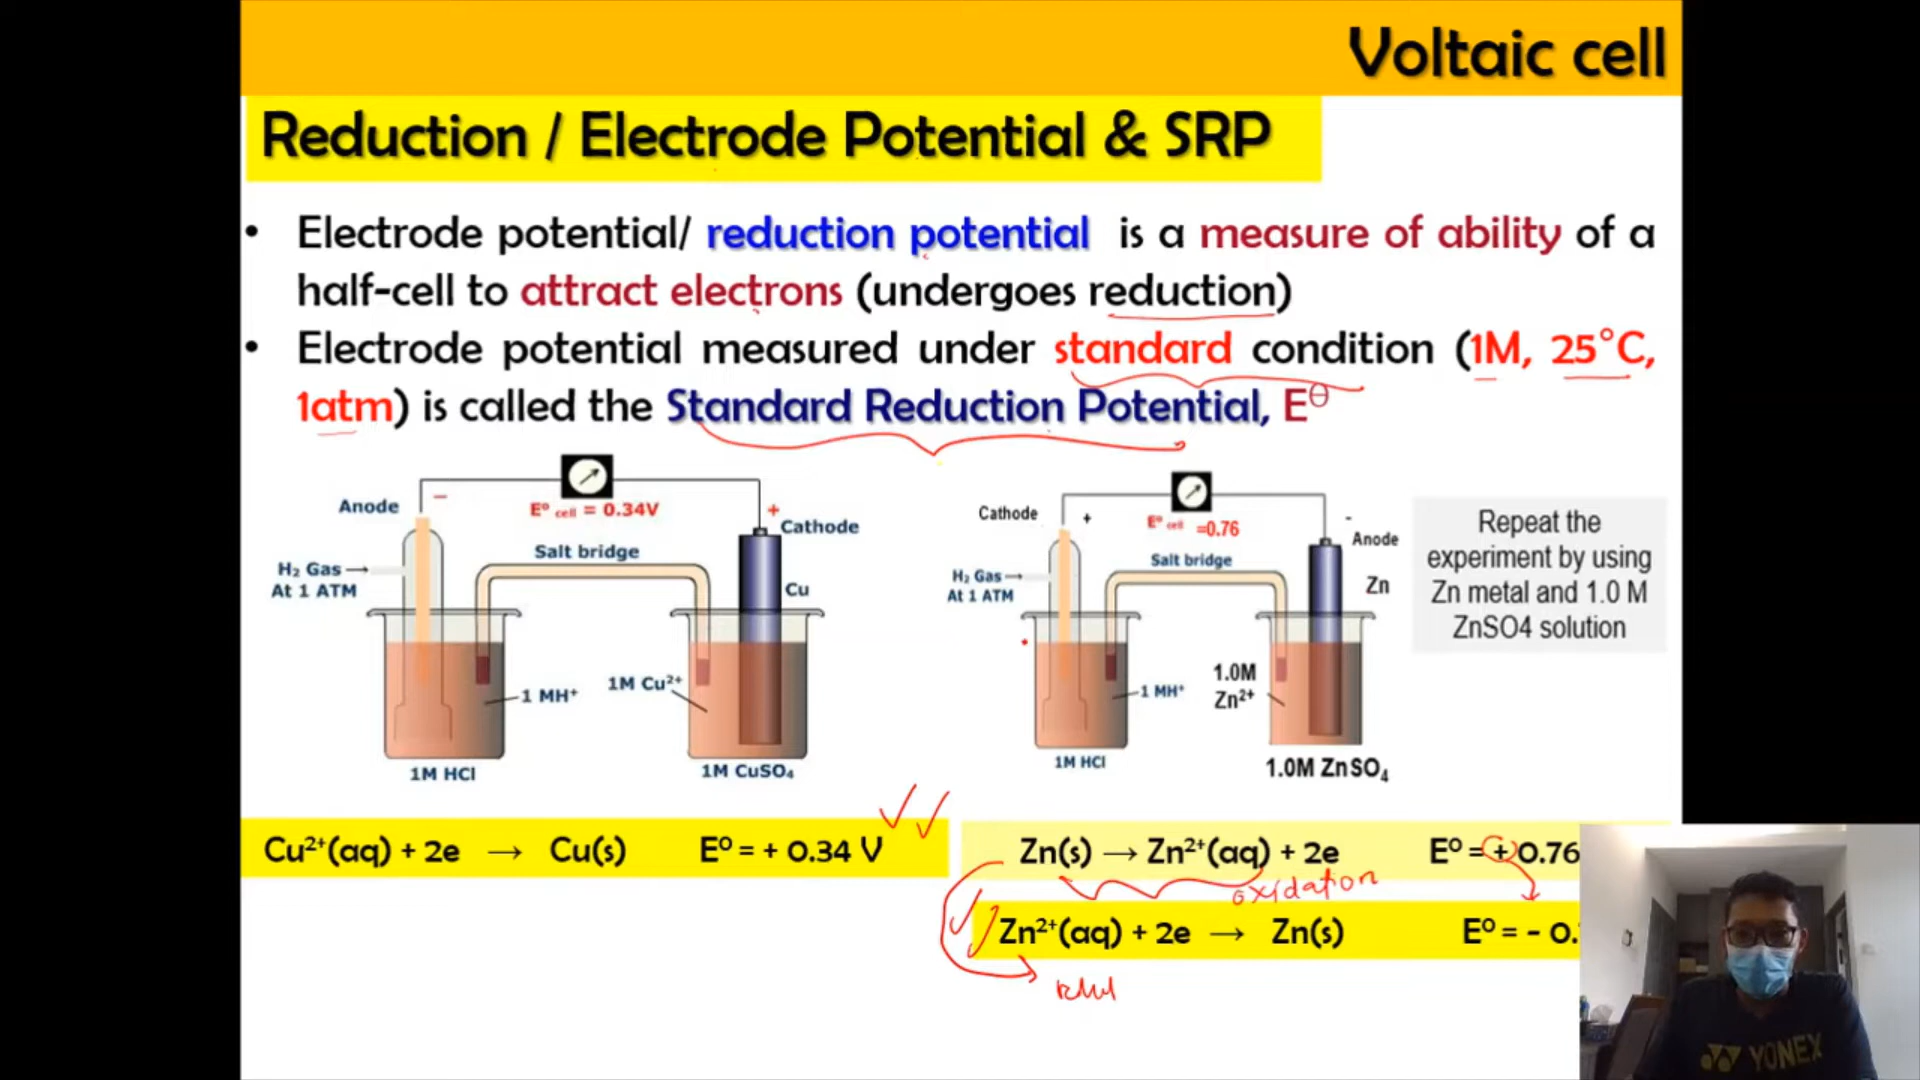 Voltaic cell
Reduction / Electrode Potential & SRP
• Electrode potential/ reduction potential is a measure of ability of a
half-cell to attract electrons (undergoes reduction)
• Electrode potential measured under standard condition (1M, 25°C,
1atm) is called the Standard Reduction Potential, E⊖
Anode
−
E° cell = 0.34V
+
Cathode
Salt bridge
H₂ Gas→
At 1 ATM
Cu
1 MH⁺
1M Cu²⁺
1M HCl
1M CuSO₄
Cathode
+
E° cell =0.76
-
Anode
Salt bridge
H₂ Gas→
At 1 ATM
Zn
1 MH⁺
1.0M
Zn²⁺
1M HCl
1.0M ZnSO₄
Repeat the
experiment by using
Zn metal and 1.0 M
ZnSO4 solution
Cu²⁺(aq) + 2e → Cu(s) E⁰ = + 0.34 V
Zn(s) → Zn²⁺(aq) + 2e E⁰ = + 0.76
oxidation
Zn²⁺(aq) + 2e → Zn(s) E⁰ = - 0.
YONEX